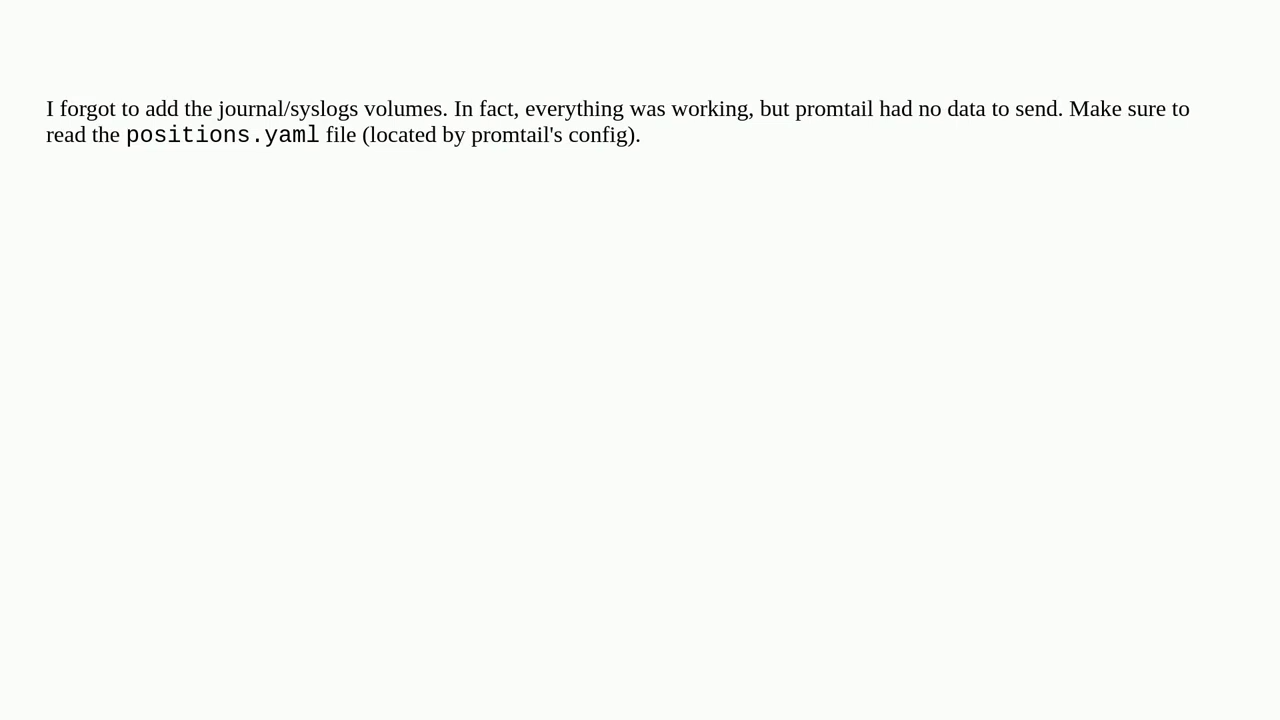 I forgot to add the journal/syslogs volumes. In fact, everything was working, but promtail had no data to send. Make sure to
read the positions.yaml file (located by promtail's config).